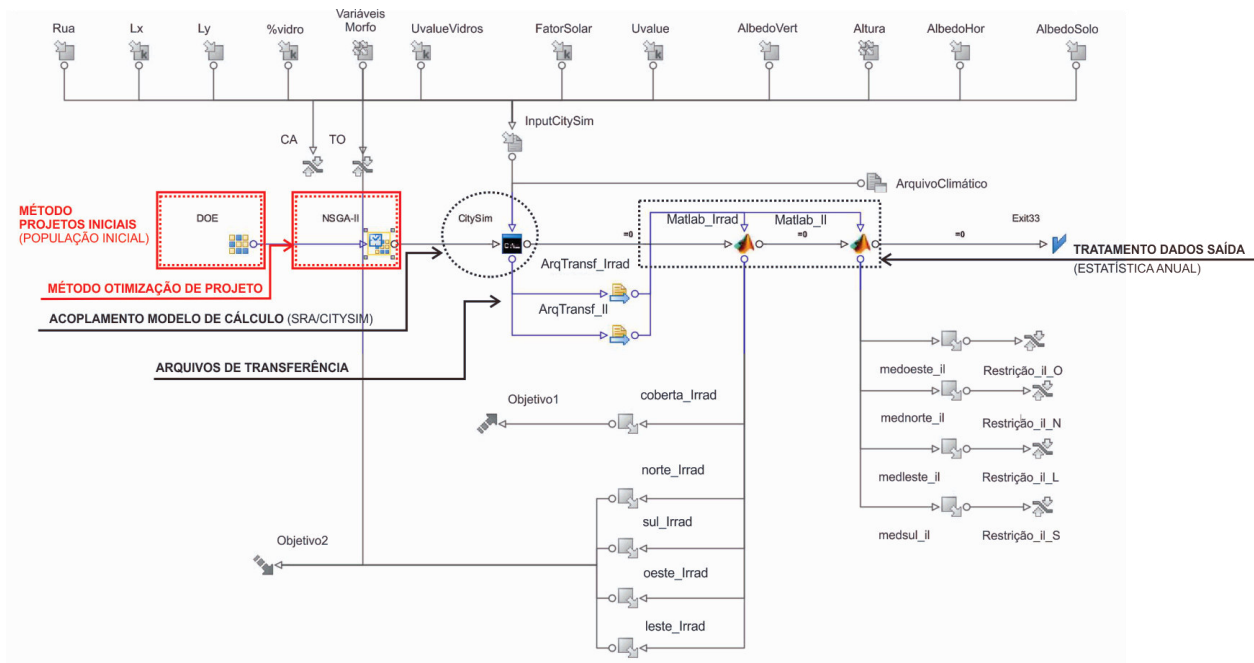 Rua
Lx
Ly
%vidro
Variáveis
Morfo
UvalueVidros
FatorSolar
Uvalue
AlbedoVert
Altura
AlbedoHor
AlbedoSolo
k
k
k
k
k
k
InputCitySim
CA
TO
ArquivoClimático
MÉTODO
PROJETOS INICIAIS
(POPULAÇÃO INICIAL)
DOE
NSGA-II
CitySim
C:\...
=0
Matlab_Irrad
=0
Matlab_Il
=0
Exit33
TRATAMENTO DADOS SAÍDA
(ESTATÍSTICA ANUAL)
ArqTransf_Irrad
MÉTODO OTIMIZAÇÃO DE PROJETO
ArqTransf_Il
ACOPLAMENTO MODELO DE CÁLCULO (SRA/CITYSIM)
ARQUIVOS DE TRANSFERÊNCIA
medoeste_il
Restrição_il_O
Objetivo1
coberta_Irrad
mednorte_il
Restrição_il_N
norte_Irrad
medleste_il
Restrição_il_L
sul_Irrad
medsul_il
Restrição_il_S
Objetivo2
oeste_Irrad
leste_Irrad